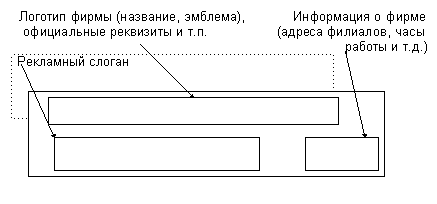 Логотип фирмы (название, эмблема),
официальные реквизиты и т.п.
Информация о фирме
(адреса филиалов, часы
работы и т.д.)
Рекламный слоган